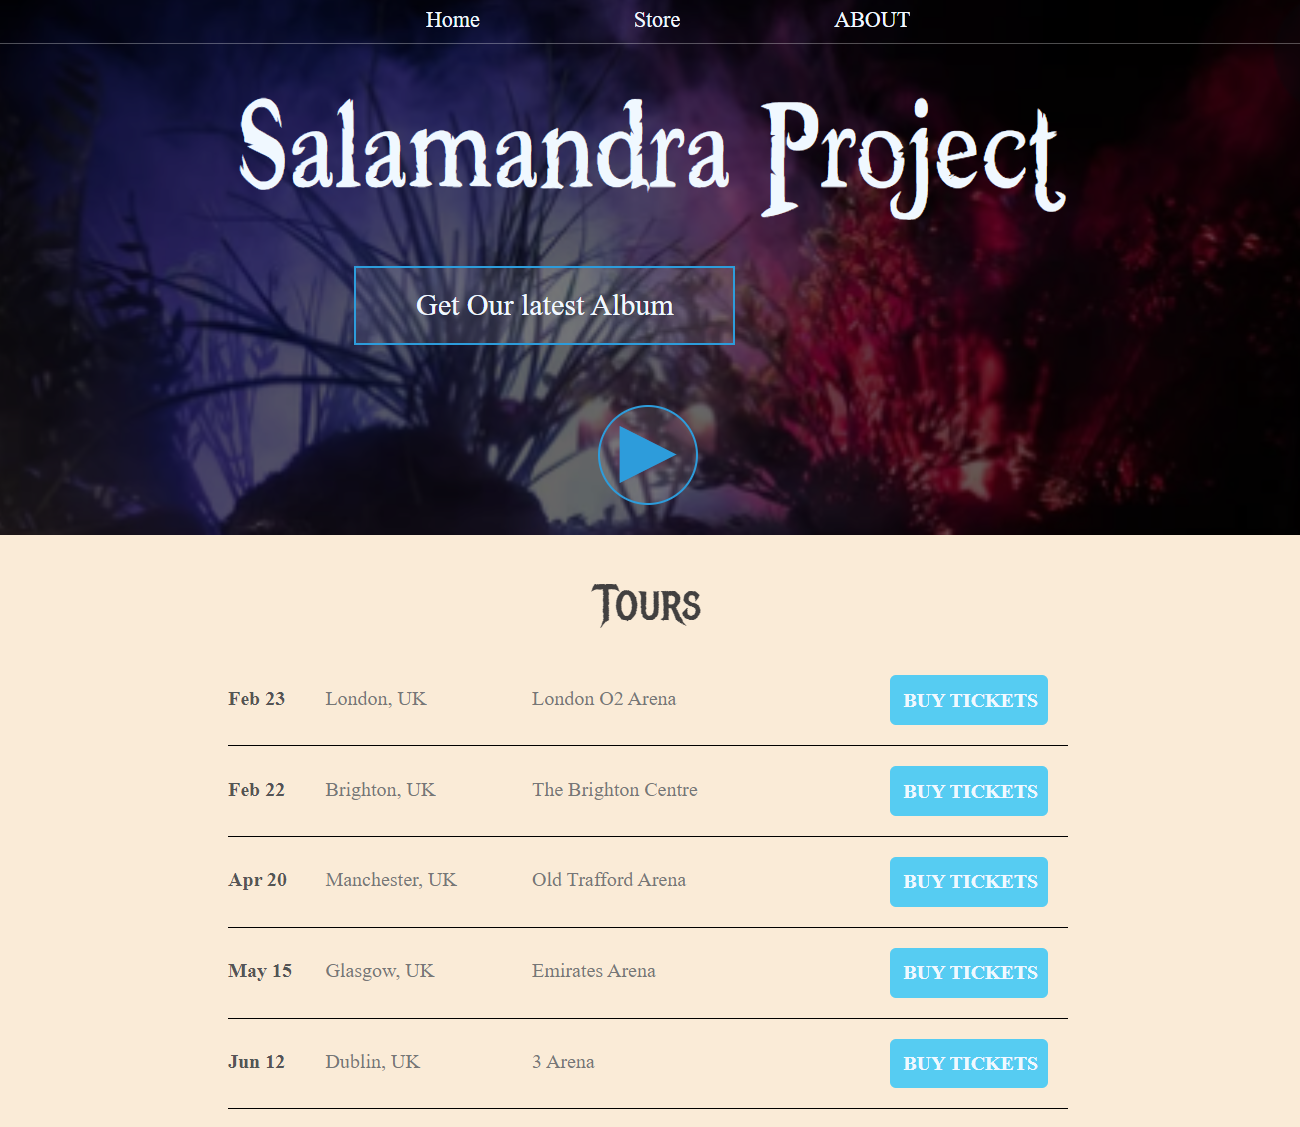 Home Store ABOUT
Salamandra Project
Get Our latest Album
Tours
Feb 23 London, UK London O2 Arena BUY TICKETS
Feb 22 Brighton, UK The Brighton Centre BUY TICKETS
Apr 20 Manchester, UK Old Trafford Arena BUY TICKETS
May 15 Glasgow, UK Emirates Arena BUY TICKETS
Jun 12 Dublin, UK 3 Arena BUY TICKETS